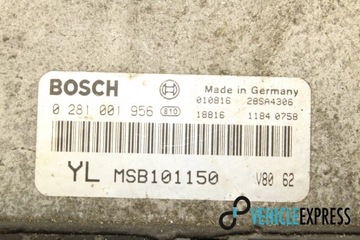 BOSCH
Made in Germany
0 281 001 956 810
010816 28SA4306
18816 1184 0758
YL MSB101150 V80 62
VEHICLE EXPRESS